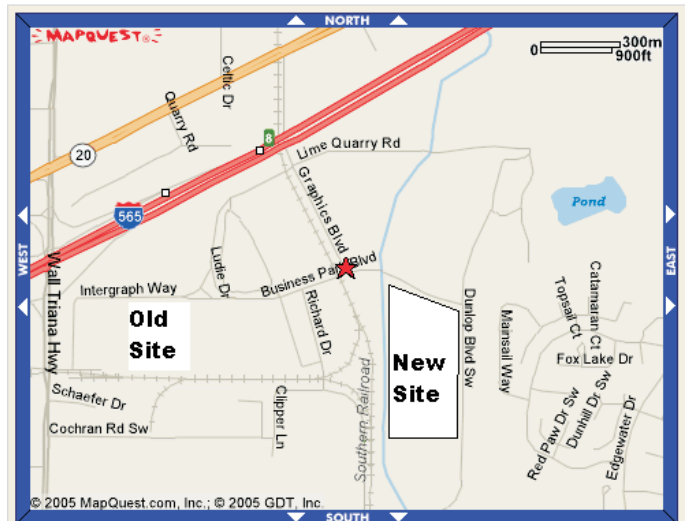 NORTH
MAPQUEST®
300m
0
900ft
Celtic Dr
Quarry Rd
8
20
Lime Quarry Rd
Graphics Blvd
565
Pond
WEST
EAST
Wall Triana Hwy
Ludie Dr
Business Park Blvd
Intergraph Way
Richard Dr
Old
Site
New
Site
Dunlop Blvd Sw
Mainsail Way
Topsail Ct
Catamaran Ct
Fox Lake Dr
Schaefer Dr
Cochran Rd Sw
Clipper Ln
Southern Railroad
Red Paw Dr Sw
Dunhill Dr Sw
Edgewater Dr
© 2005 MapQuest.com, Inc.; © 2005 GDT, Inc.
SOUTH